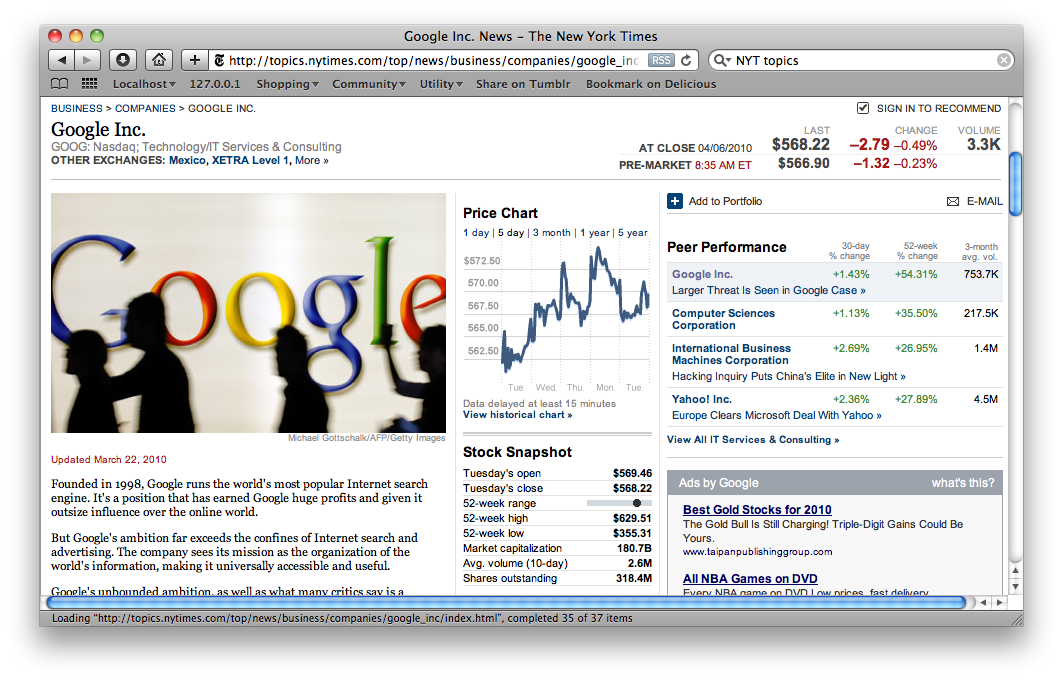 Google Inc. News – The New York Times
http://topics.nytimes.com/top/news/business/companies/google_inc
RSS
NYT topics
Localhost
127.0.0.1
Shopping
Community
Utility
Share on Tumblr
Bookmark on Delicious
BUSINESS > COMPANIES > GOOGLE INC.
SIGN IN TO RECOMMEND
Google Inc.
GOOG: Nasdaq; Technology/IT Services & Consulting
OTHER EXCHANGES: Mexico, XETRA Level 1, More »
LAST CHANGE VOLUME
AT CLOSE 04/06/2010 $568.22 –2.79 –0.49% 3.3K
PRE-MARKET 8:35 AM ET $566.90 –1.32 –0.23%
Google
Michael Gottschalk/AFP/Getty Images
Updated March 22, 2010
Founded in 1998, Google runs the world's most popular Internet search
engine. It's a position that has earned Google huge profits and given it
outsize influence over the online world.
But Google's ambition far exceeds the confines of Internet search and
advertising. The company sees its mission as the organization of the
world's information, making it universally accessible and useful.
Google's unbounded ambition, as well as what many critics say is a
Price Chart
1 day | 5 day | 3 month | 1 year | 5 year
$572.50
570.00
567.50
565.00
562.50
Tue. Wed. Thu. Mon. Tue.
Data delayed at least 15 minutes
View historical chart »
Stock Snapshot
Tuesday's open $569.46
Tuesday's close $568.22
52-week range
52-week high $629.51
52-week low $355.31
Market capitalization 180.7B
Avg. volume (10-day) 2.6M
Shares outstanding 318.4M
Add to Portfolio
E-MAIL
Peer Performance
30-day % change
52-week % change
3-month avg. vol.
Google Inc. +1.43% +54.31% 753.7K
Larger Threat Is Seen in Google Case »
Computer Sciences Corporation +1.13% +35.50% 217.5K
International Business Machines Corporation +2.69% +26.95% 1.4M
Hacking Inquiry Puts China's Elite in New Light »
Yahoo! Inc. +2.36% +27.89% 4.5M
Europe Clears Microsoft Deal With Yahoo »
View All IT Services & Consulting »
Ads by Google
what's this?
Best Gold Stocks for 2010
The Gold Bull Is Still Charging! Triple-Digit Gains Could Be
Yours.
www.taipanpublishinggroup.com
All NBA Games on DVD
Every NBA game on DVD Low prices, fast delivery
Loading "http://topics.nytimes.com/top/news/business/companies/google_inc/index.html", completed 35 of 37 items